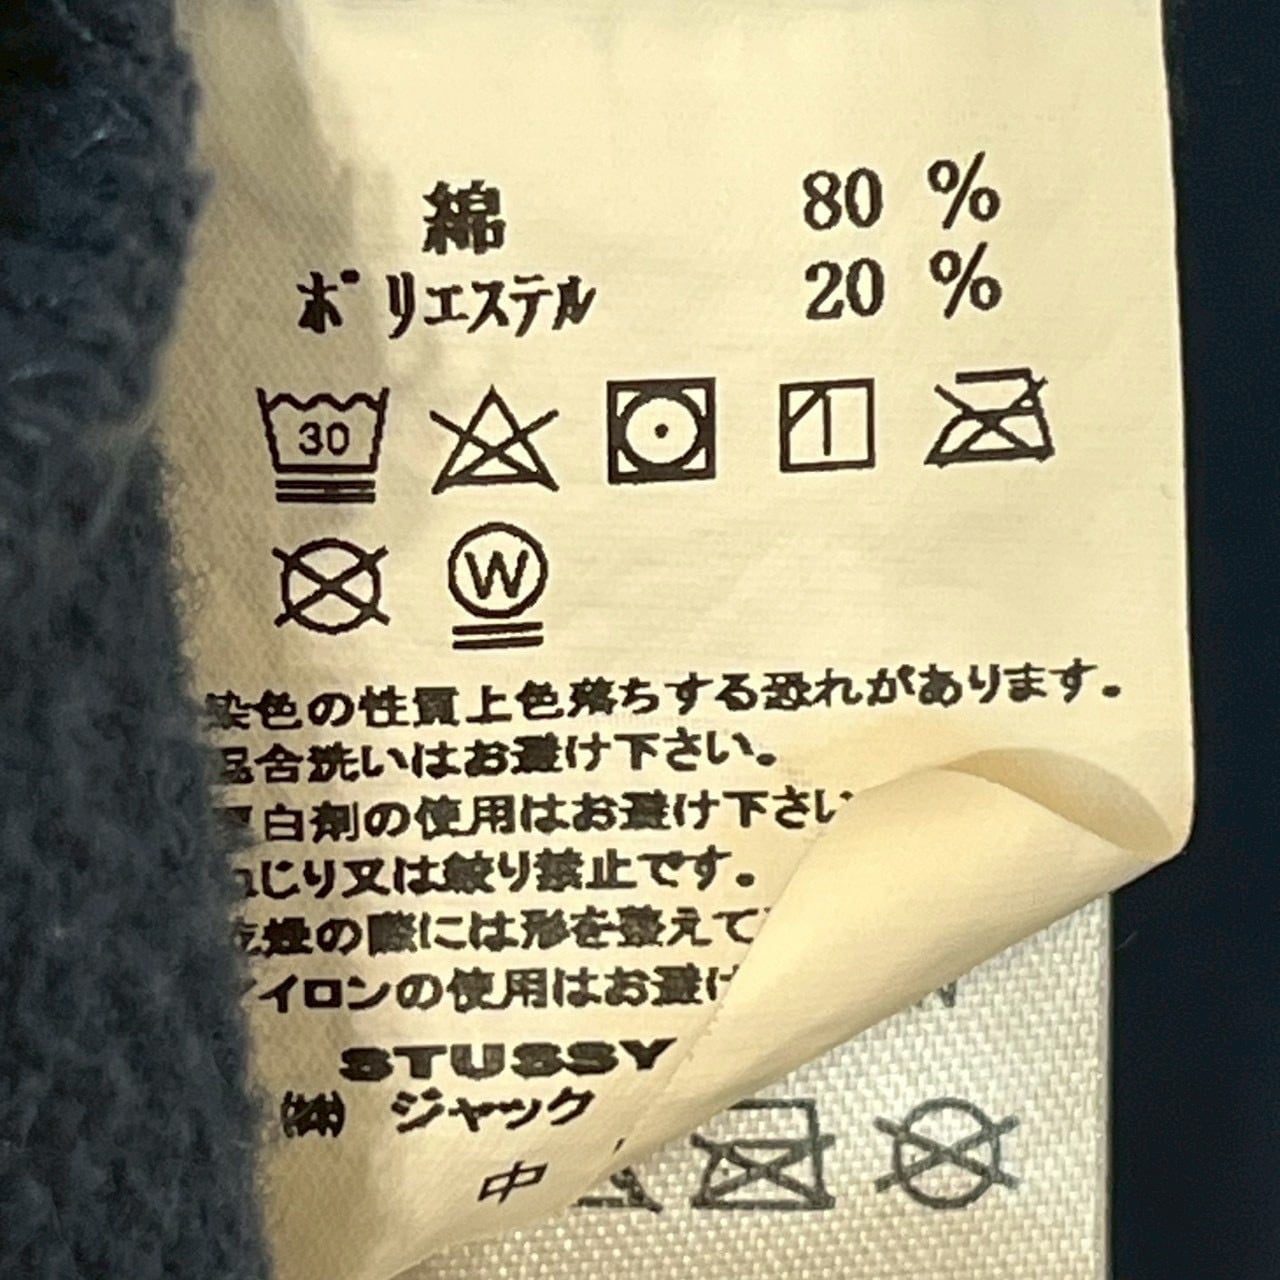 綿 80 %
ポリエステル 20 %
30
W
染色の性質上色落ちする恐れがあります。
混合洗いはお避け下さい。
白剤の使用はお避け下さい
ねじり又は絞り禁止です。
乾燥の際には形を整えて
イロンの使用はお避け
STUSSY
㈱ ジャック
中